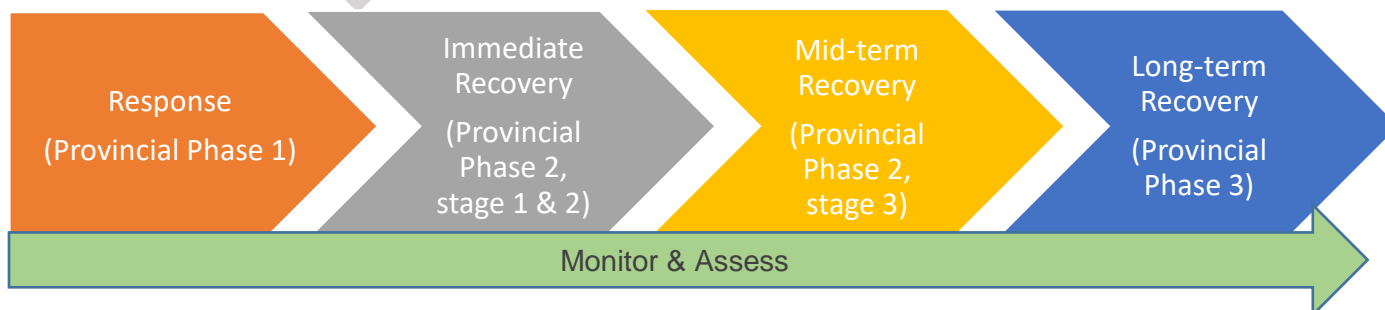 Response
(Provincial Phase 1)
Immediate
Recovery
(Provincial
Phase 2,
stage 1 & 2)
Mid-term
Recovery
(Provincial
Phase 2,
stage 3)
Long-term
Recovery
(Provincial
Phase 3)
Monitor & Assess